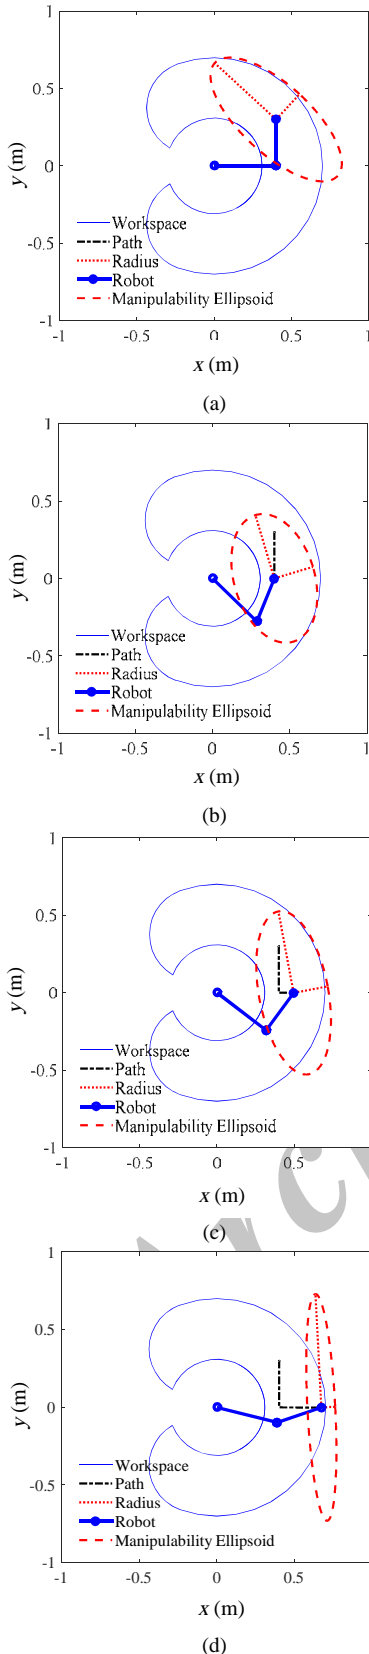 1
0.5
0
-0.5
-1
y (m)
Workspace
Path
Radius
Robot
Manipulability Ellipsoid
-1 -0.5 0 0.5 1
x (m)
(a)
1
0.5
0
-0.5
-1
y (m)
Workspace
Path
Radius
Robot
Manipulability Ellipsoid
-1 -0.5 0 0.5 1
x (m)
(b)
1
0.5
0
-0.5
-1
y (m)
Workspace
Path
Radius
Robot
Manipulability Ellipsoid
-1 -0.5 0 0.5
x (m)
(c)
1
0.5
0
-0.5
-1
y (m)
Workspace
Path
Radius
Robot
Manipulability Ellipsoid
-1 -0.5 0 0.5
x (m)
(d)